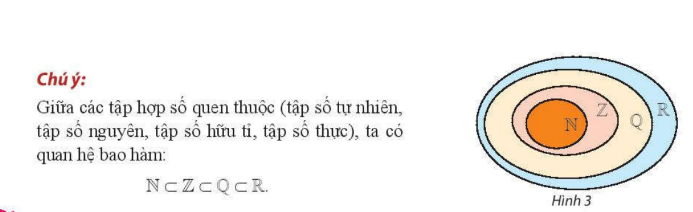 Chú ý:
Giữa các tập hợp số quen thuộc (tập số tự nhiên,
tập số nguyên, tập số hữu tỉ, tập số thực), ta có
quan hệ bao hàm:
ℕ ⊂ ℤ ⊂ ℚ ⊂ ℝ.
ℕ ℤ ℚ ℝ
Hình 3